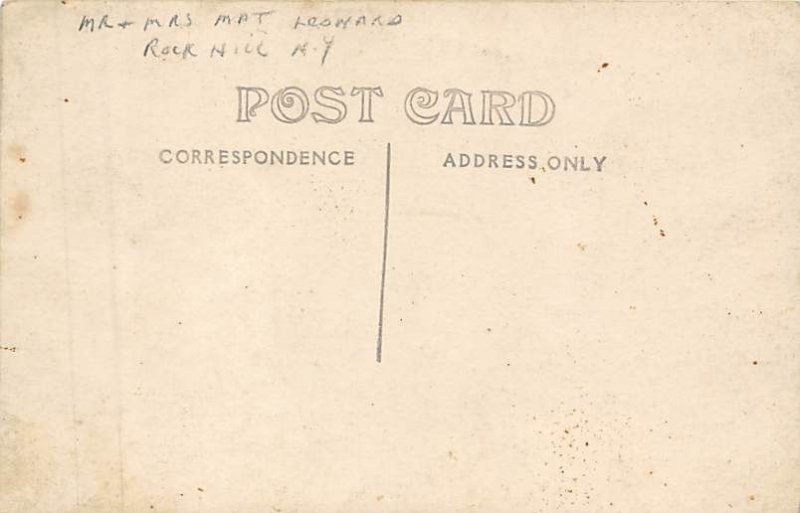 MR + MRS MAT LEONARD
ROCK HILL N.Y
POST CARD
CORRESPONDENCE
ADDRESS ONLY